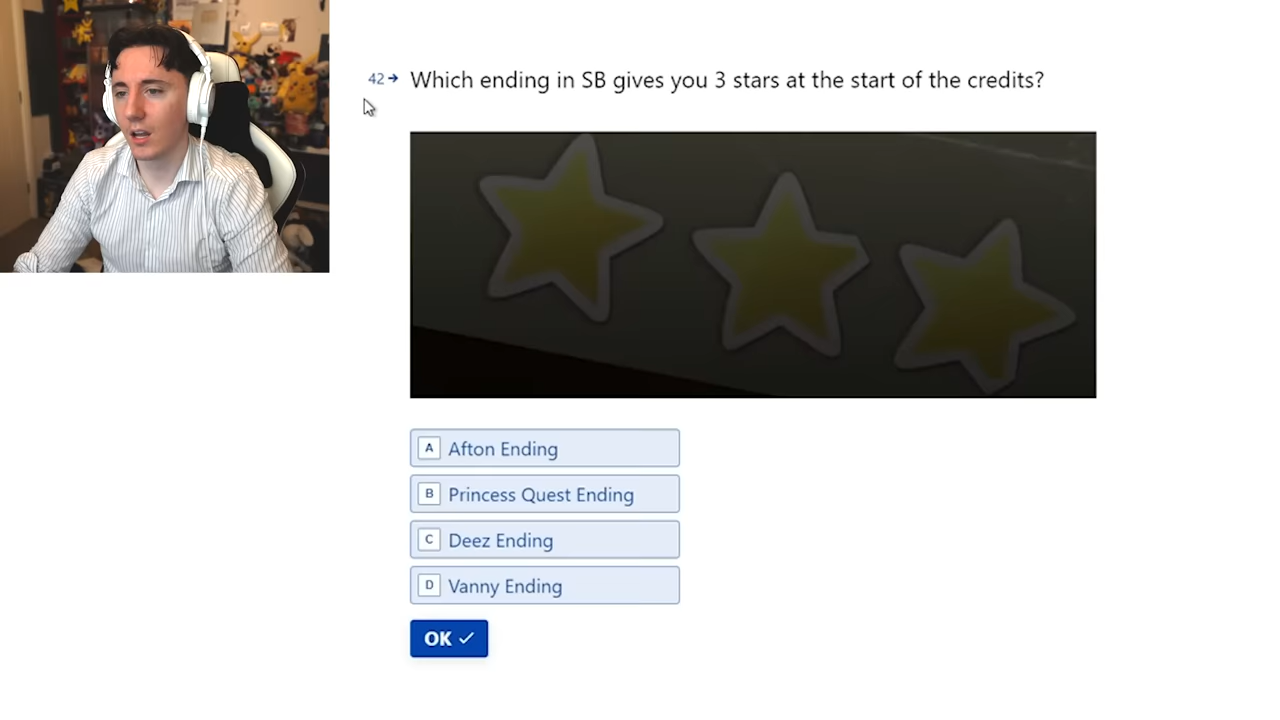 42 Which ending in SB gives you 3 stars at the start of the credits?
A Afton Ending
B Princess Quest Ending
C Deez Ending
D Vanny Ending
OK